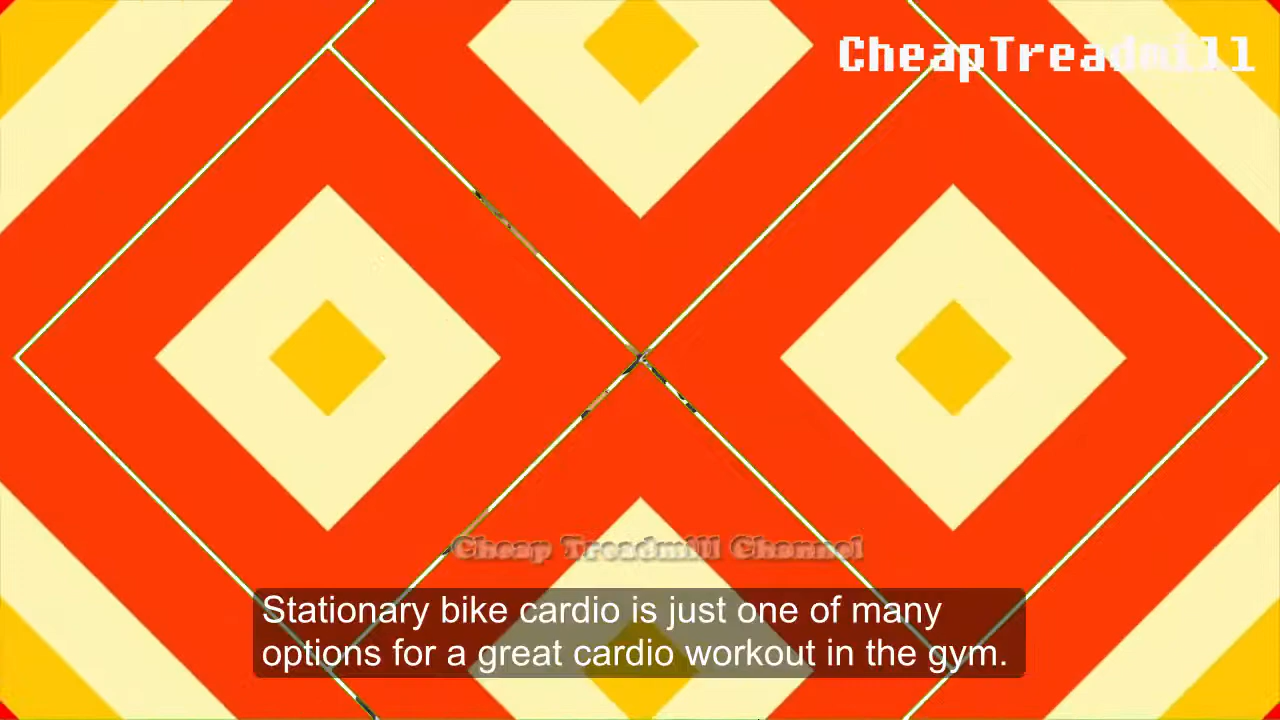 CheapTreadmill
Cheap Treadmill Channel
Stationary bike cardio is just one of many
options for a great cardio workout in the gym.